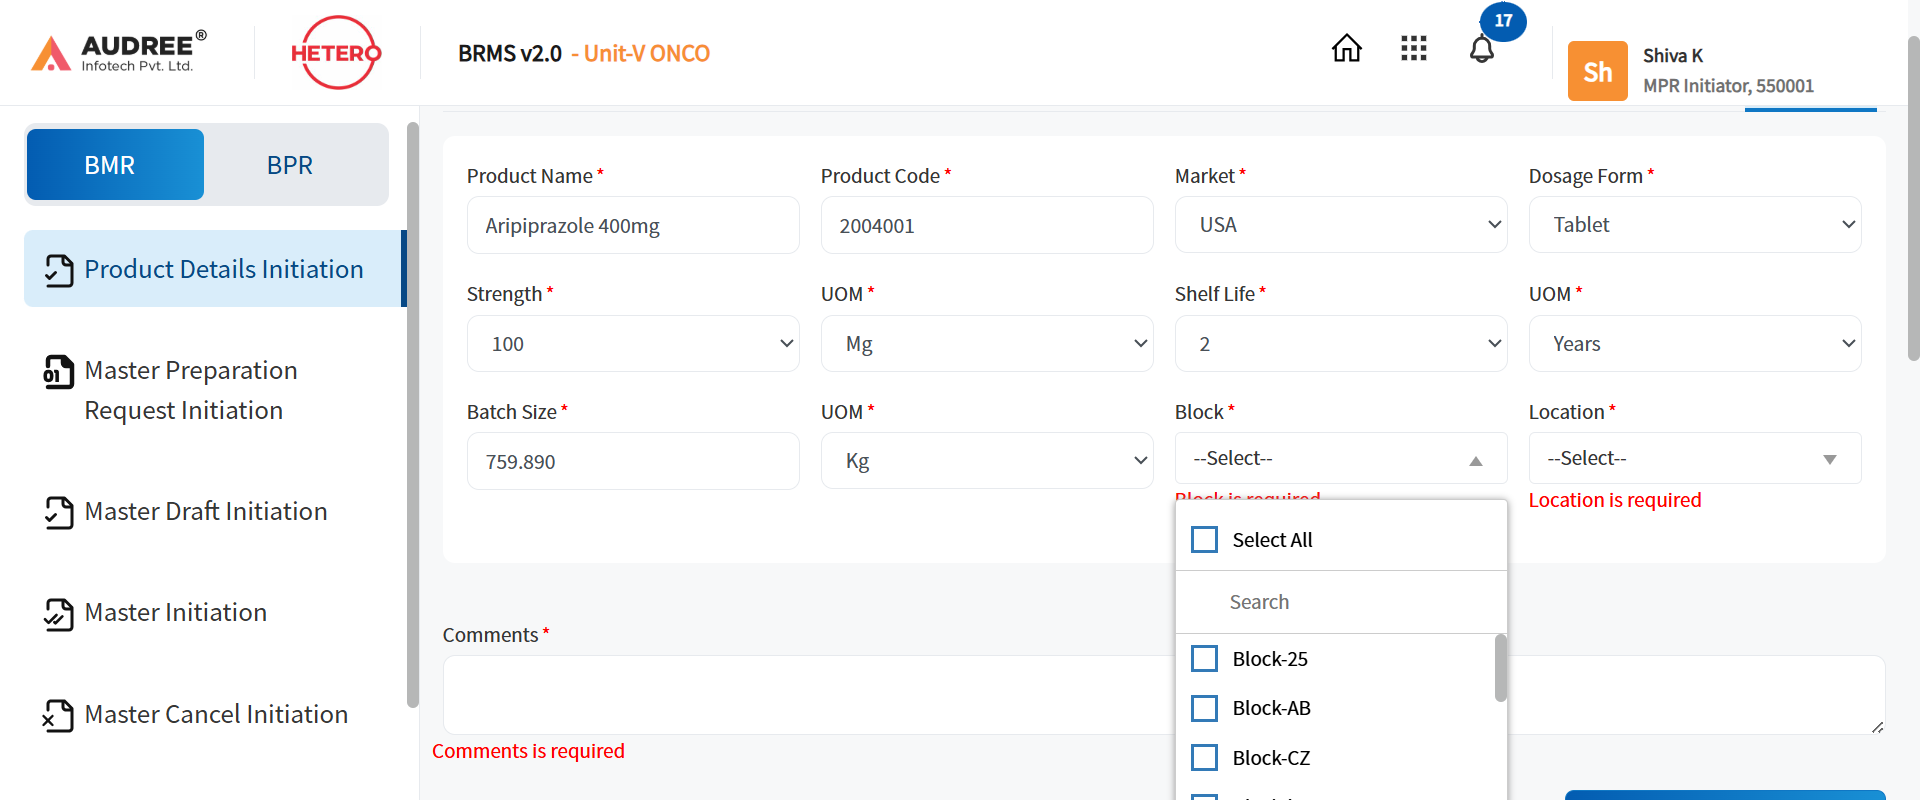 AUDREE®
Infotech Pvt. Ltd.
HETERO
BRMS v2.0 - Unit-V ONCO
17
Sh
Shiva K
MPR Initiator, 550001
BMR
BPR
Product Details Initiation
01
Master Preparation
Request Initiation
Master Draft Initiation
Master Initiation
Master Cancel Initiation
Product Name *
Product Code *
Market *
Dosage Form *
Aripiprazole 400mg
2004001
USA
Tablet
Strength *
UOM *
Shelf Life *
UOM *
100
Mg
2
Years
Batch Size *
UOM *
Block *
Location *
759.890
Kg
--Select--
--Select--
Block is required
Location is required
Select All
Search
Block-25
Block-AB
Block-CZ
Comments *
Comments is required